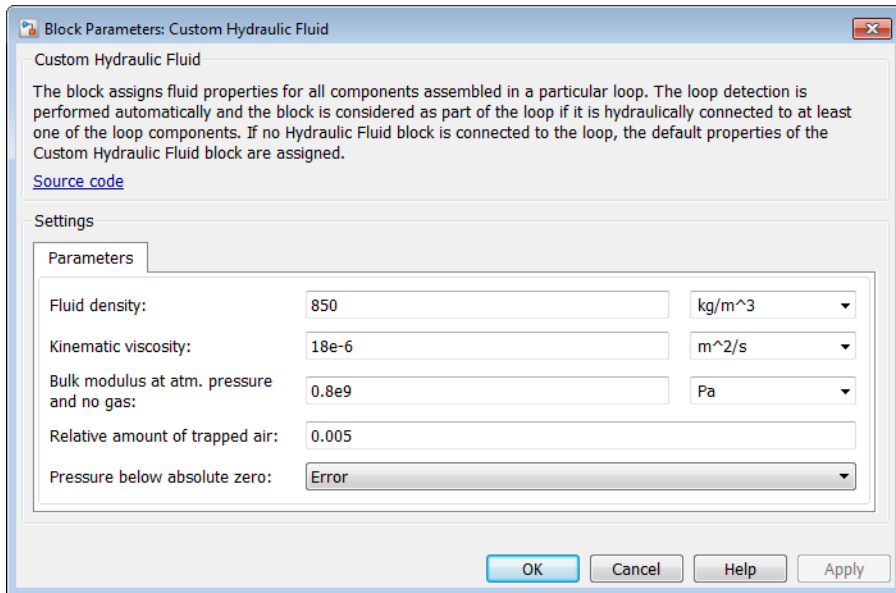 Block Parameters: Custom Hydraulic Fluid
Custom Hydraulic Fluid
The block assigns fluid properties for all components assembled in a particular loop. The loop detection is
performed automatically and the block is considered as part of the loop if it is hydraulically connected to at least
one of the loop components. If no Hydraulic Fluid block is connected to the loop, the default properties of the
Custom Hydraulic Fluid block are assigned.
Source code
Settings
Parameters
Fluid density: 850 kg/m^3
Kinematic viscosity: 18e-6 m^2/s
Bulk modulus at atm. pressure
and no gas: 0.8e9 Pa
Relative amount of trapped air: 0.005
Pressure below absolute zero: Error
OK Cancel Help Apply